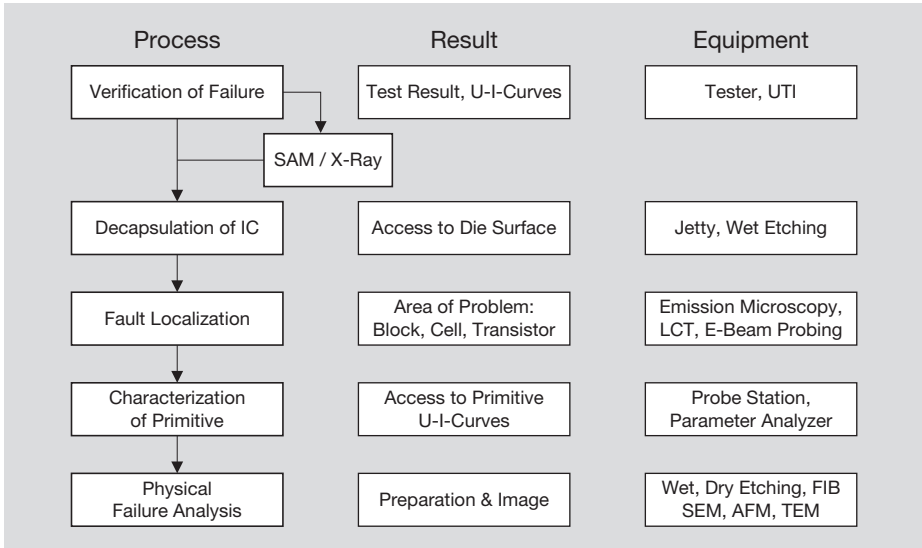 Process
Result
Equipment
Verification of Failure
Test Result, U-I-Curves
Tester, UTI
SAM / X-Ray
Decapsulation of IC
Access to Die Surface
Jetty, Wet Etching
Fault Localization
Area of Problem:
Block, Cell, Transistor
Emission Microscopy,
LCT, E-Beam Probing
Characterization
of Primitive
Access to Primitive
U-I-Curves
Probe Station,
Parameter Analyzer
Physical
Failure Analysis
Preparation & Image
Wet, Dry Etching, FIB
SEM, AFM, TEM